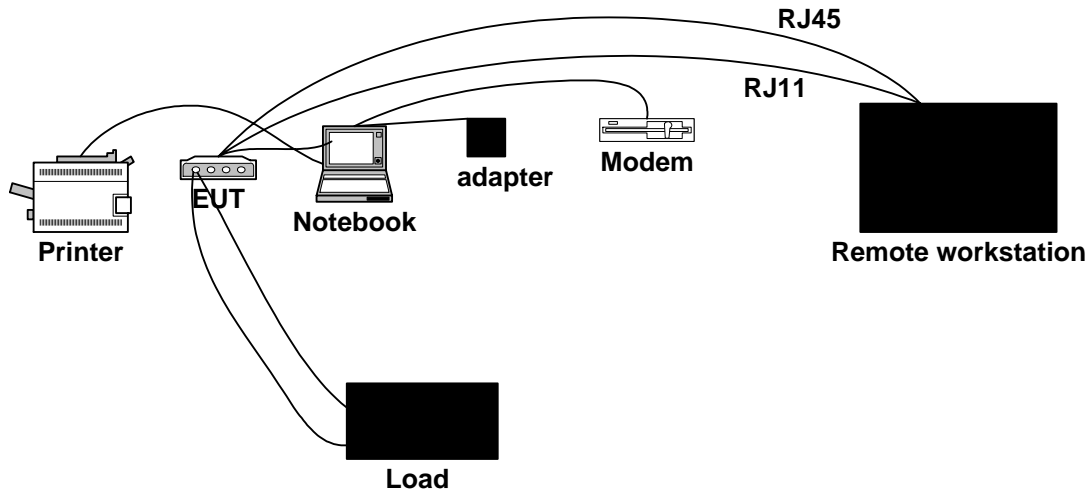 RJ45
RJ11
Modem
adapter
EUT
Notebook
Printer
Remote workstation
Load